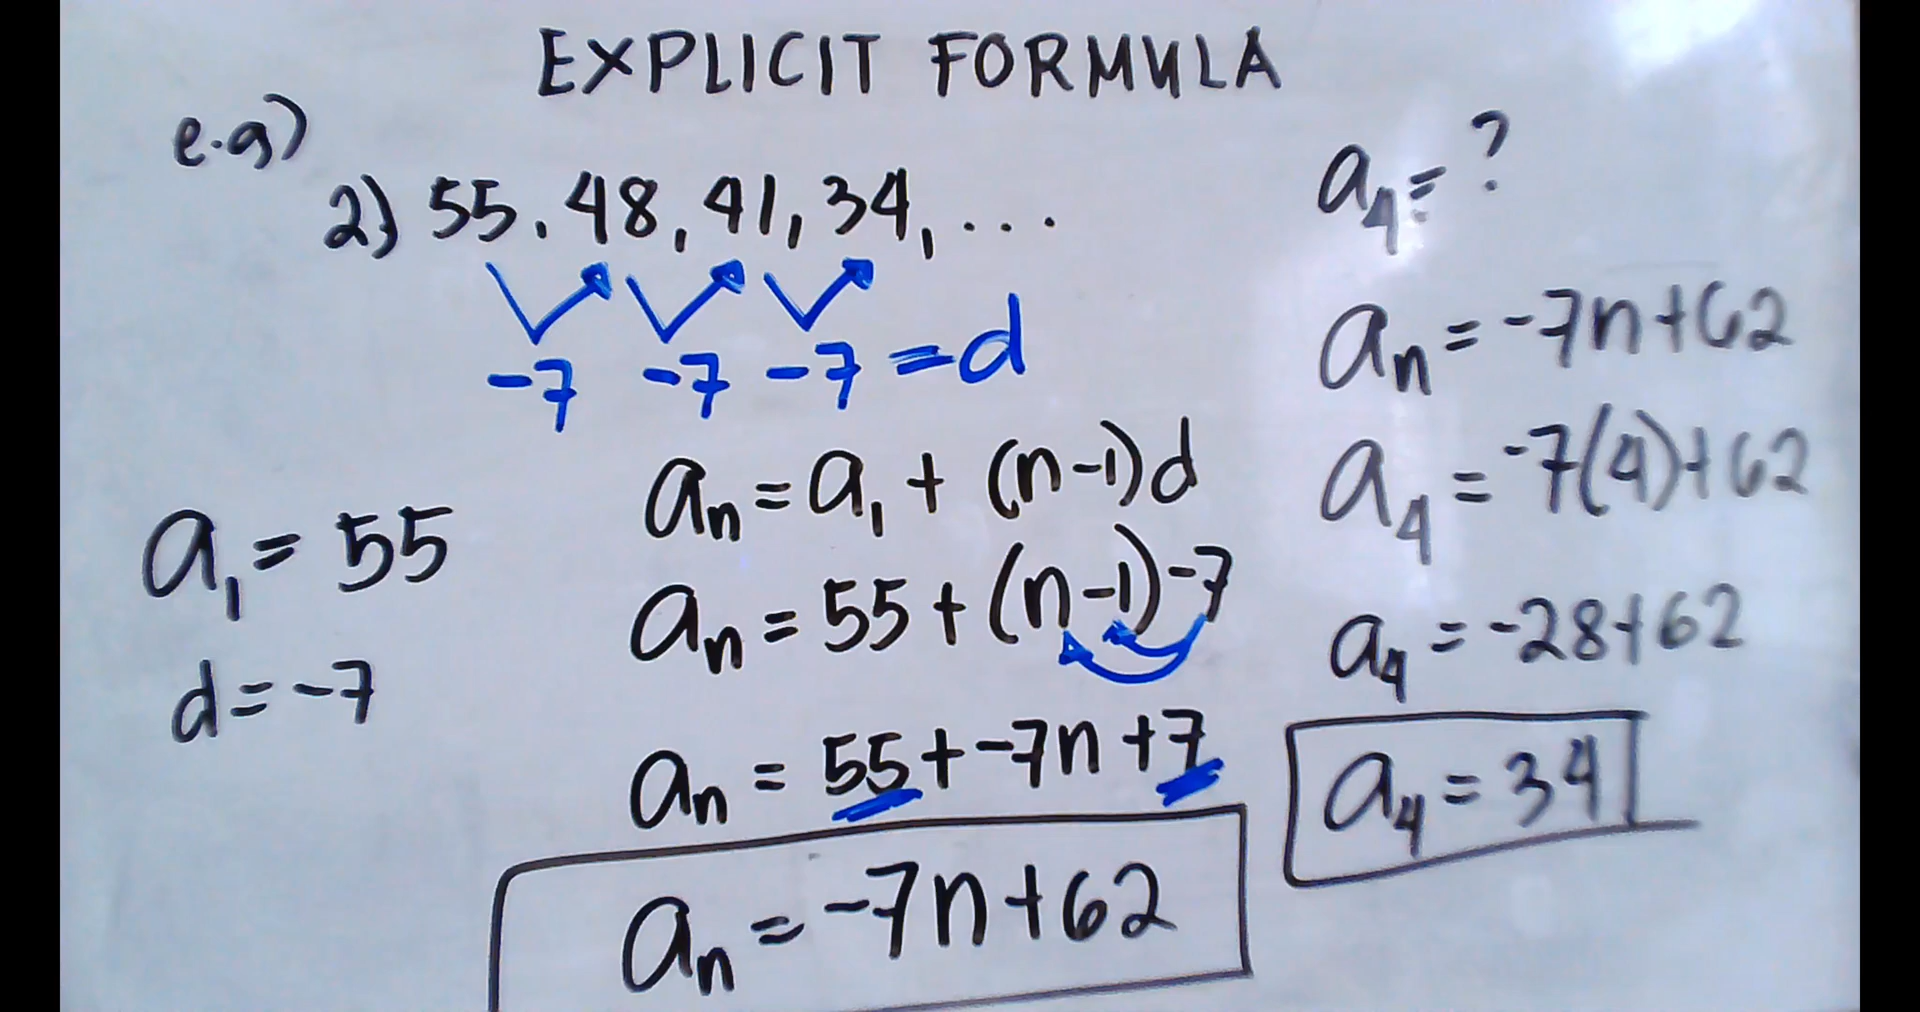 EXPLICIT FORMULA
e.g)
2) 55, 48, 41, 34, ...
-7 -7 -7 = d
a₁ = 55
d = -7
aₙ = a₁ + (n-1)d
aₙ = 55 + (n-1)-7
aₙ = 55 + -7n + 7
aₙ = -7n + 62
a₄ = ?
aₙ = -7n + 62
a₄ = -7(4) + 62
a₄ = -28 + 62
a₄ = 34